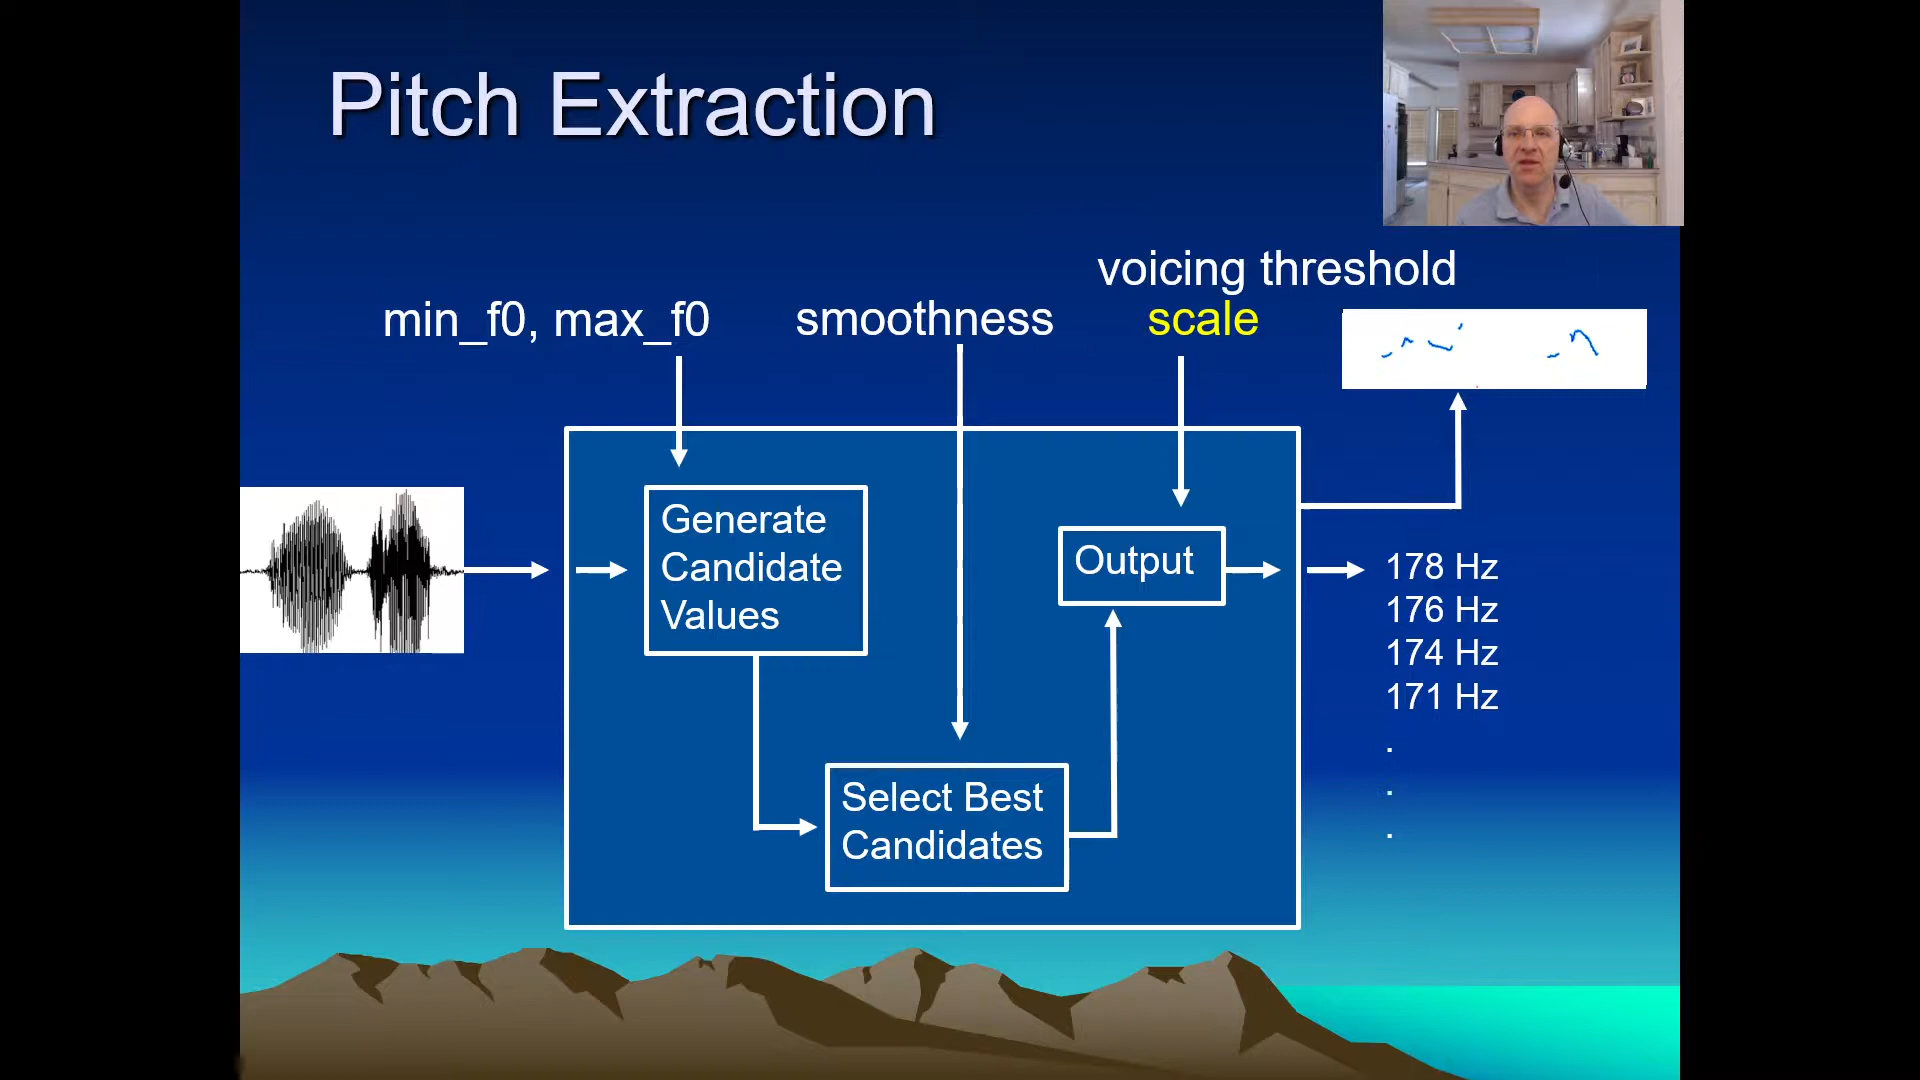 Pitch Extraction
voicing threshold
min_f0, max_f0
smoothness
scale
Generate
Candidate
Values
Output
178 Hz
176 Hz
174 Hz
171 Hz
.
.
.
Select Best
Candidates